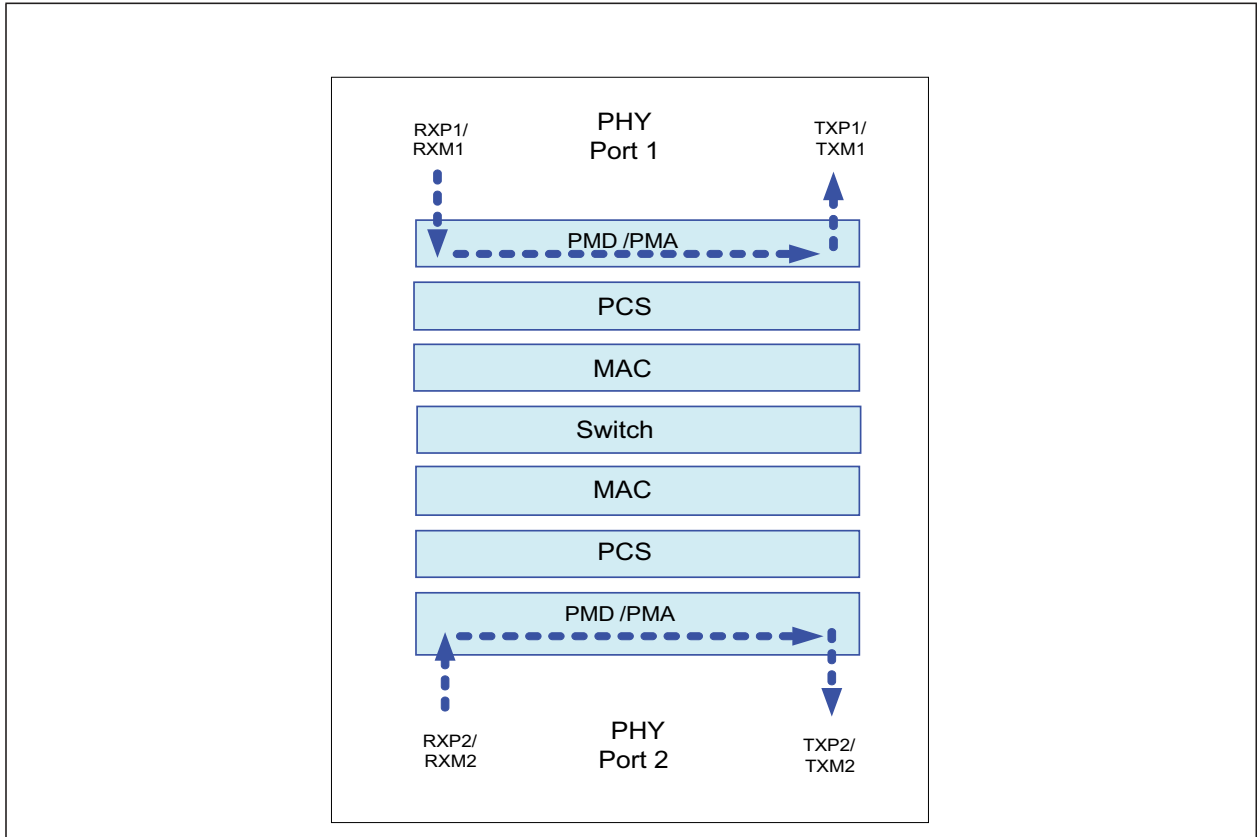 RXP1/
RXM1
PHY
Port 1
TXP1/
TXM1
PMD /PMA
PCS
MAC
Switch
MAC
PCS
PMD /PMA
RXP2/
RXM2
PHY
Port 2
TXP2/
TXM2